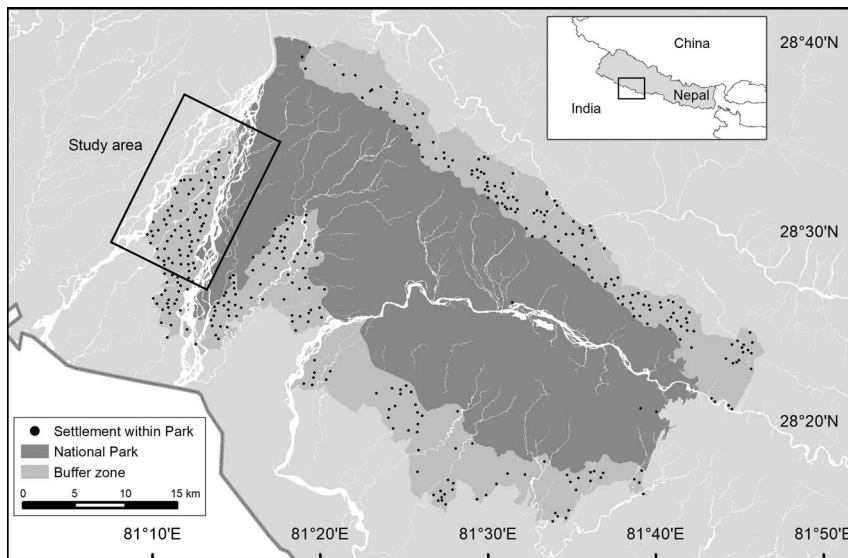 28°40'N
China
Nepal
India
Study area
28°30'N
28°20'N
Settlement within Park
National Park
Buffer zone
0 5 10 15 km
81°10'E
81°20'E
81°30'E
81°40'E
81°50'E